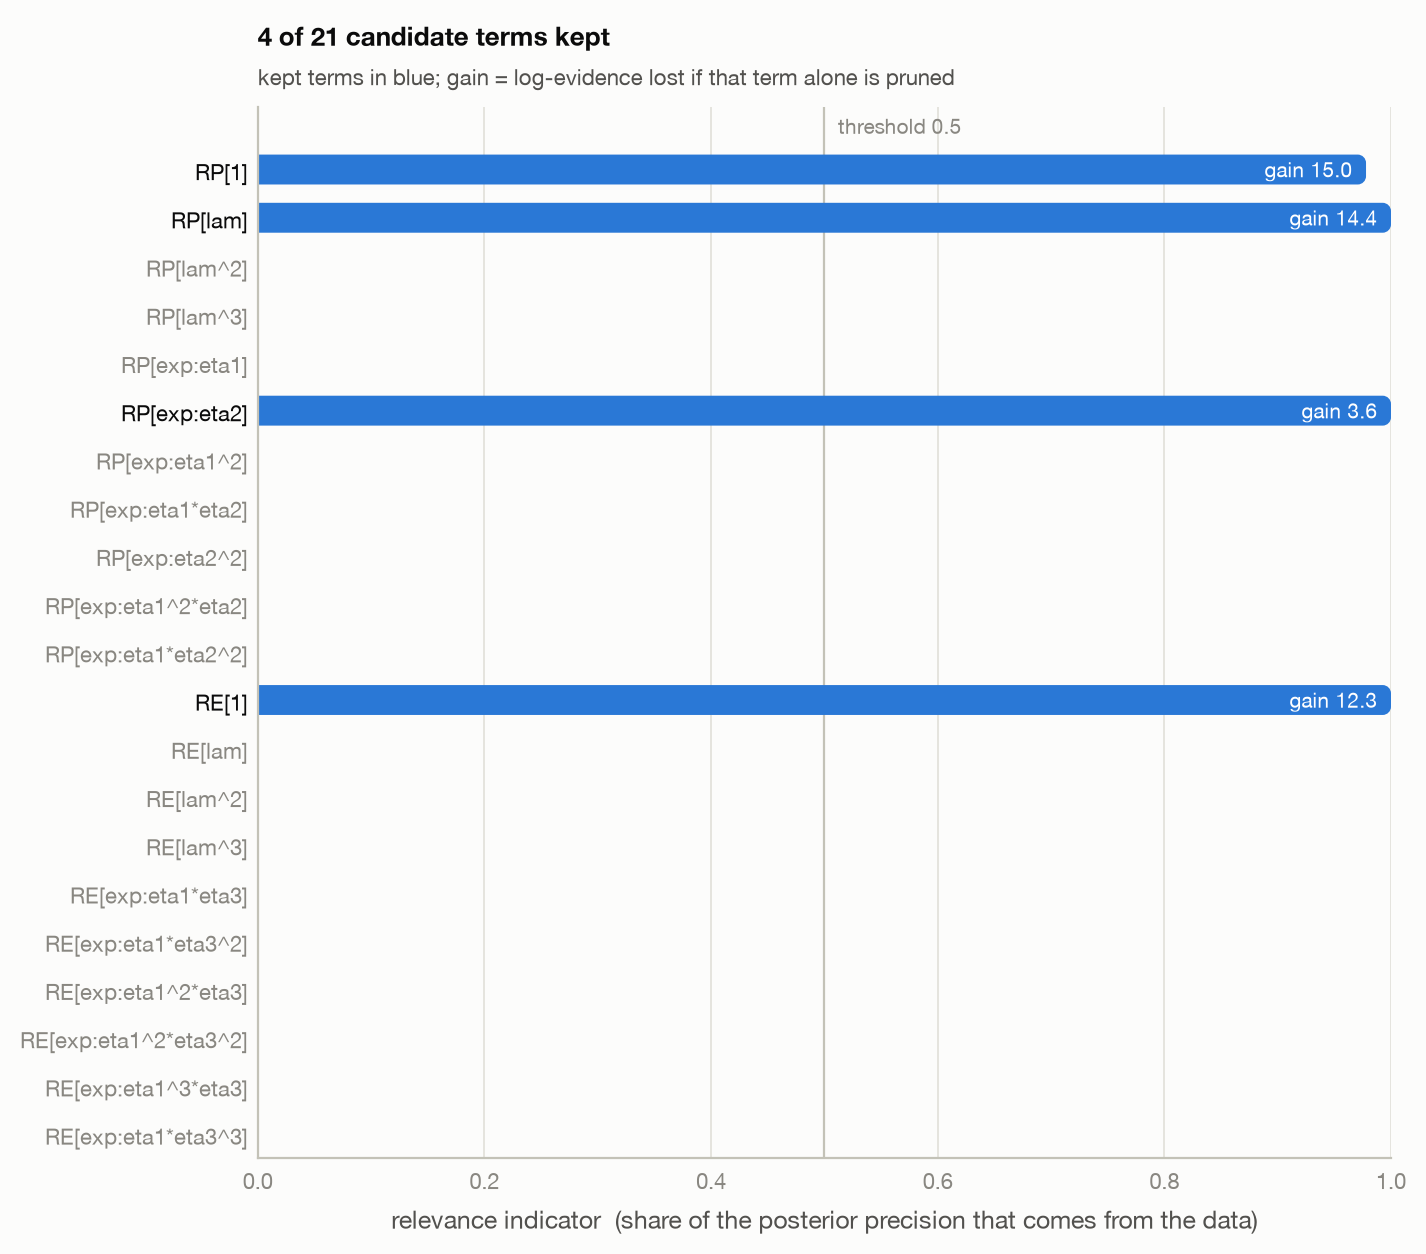 4 of 21 candidate terms kept
kept terms in blue; gain = log-evidence lost if that term alone is pruned
threshold 0.5
RP[1] gain 15.0
RP[lam] gain 14.4
RP[lam^2]
RP[lam^3]
RP[exp:eta1]
RP[exp:eta2] gain 3.6
RP[exp:eta1^2]
RP[exp:eta1*eta2]
RP[exp:eta2^2]
RP[exp:eta1^2*eta2]
RP[exp:eta1*eta2^2]
RE[1] gain 12.3
RE[lam]
RE[lam^2]
RE[lam^3]
RE[exp:eta1*eta3]
RE[exp:eta1*eta3^2]
RE[exp:eta1^2*eta3]
RE[exp:eta1^2*eta3^2]
RE[exp:eta1^3*eta3]
RE[exp:eta1*eta3^3]
0.0 0.2 0.4 0.6 0.8 1.0
relevance indicator (share of the posterior precision that comes from the data)